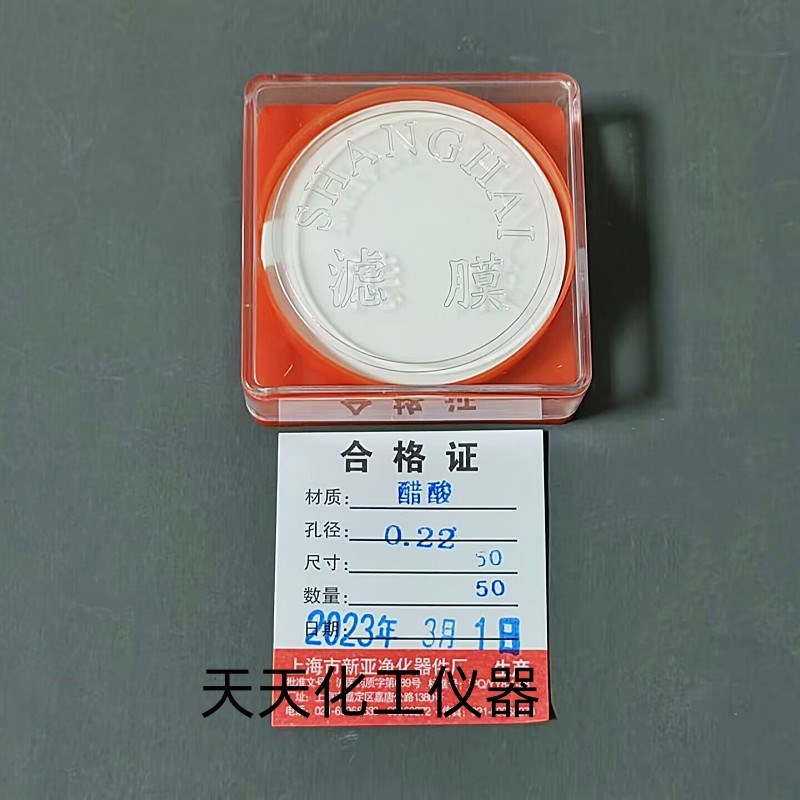 SHANGHAI
滤膜
合格证
合格证
材质: 醋酸
孔径: 0.22
尺寸: 50
数量: 50
日期: 2023年 3月 1日
上海市新亚净化器件厂 生产
天天化工仪器